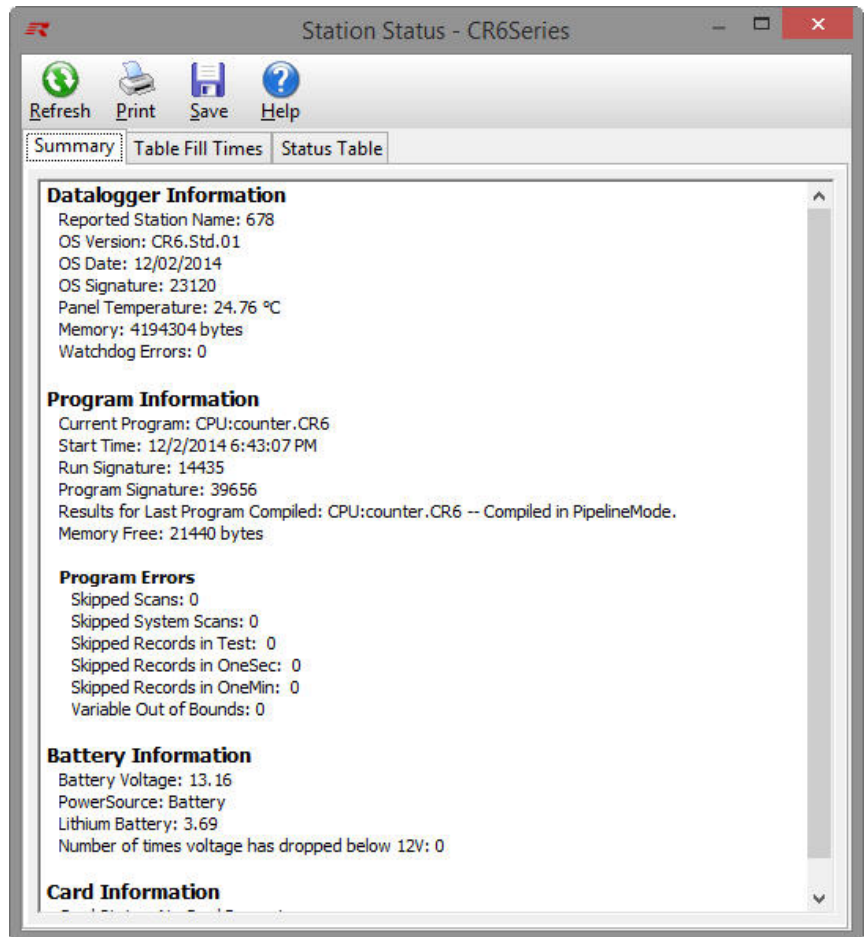 Station Status - CR6Series
Refresh Print Save Help
Summary Table Fill Times Status Table
Datalogger Information
Reported Station Name: 678
OS Version: CR6.Std.01
OS Date: 12/02/2014
OS Signature: 23120
Panel Temperature: 24.76 ºC
Memory: 4194304 bytes
Watchdog Errors: 0
Program Information
Current Program: CPU:counter.CR6
Start Time: 12/2/2014 6:43:07 PM
Run Signature: 14435
Program Signature: 39656
Results for Last Program Compiled: CPU:counter.CR6 -- Compiled in PipelineMode.
Memory Free: 21440 bytes
Program Errors
Skipped Scans: 0
Skipped System Scans: 0
Skipped Records in Test: 0
Skipped Records in OneSec: 0
Skipped Records in OneMin: 0
Variable Out of Bounds: 0
Battery Information
Battery Voltage: 13.16
PowerSource: Battery
Lithium Battery: 3.69
Number of times voltage has dropped below 12V: 0
Card Information